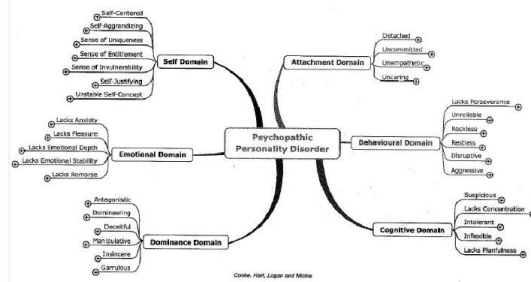 Self-Centered
Self-Aggrandizing
Sense of Uniqueness
Sense of Entitlement
Sense of Invulnerability
Self-Justifying
Unstable Self-Concept
Self Domain
Detached
Uncommitted
Unempathetic
Uncaring
Attachment Domain
Lacks Anxiety
Lacks Pleasure
Lacks Emotional Depth
Lacks Emotional Stability
Lacks Remorse
Emotional Domain
Psychopathic
Personality Disorder
Lacks Perseverance
Unreliable
Reckless
Restless
Disruptive
Aggressive
Behavioural Domain
Antagonistic
Domineering
Deceitful
Manipulative
Insincere
Garrulous
Dominance Domain
Suspicious
Lacks Concentration
Intolerant
Inflexible
Lacks Planfulness
Cognitive Domain
Cooke, Hart, Logan and Michie